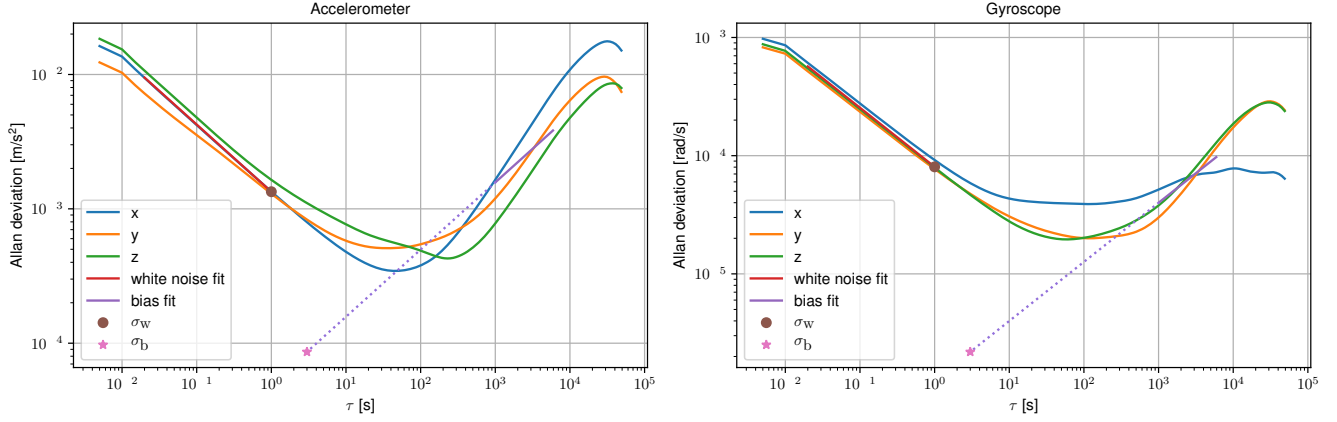 Accelerometer
Allan deviation [m/s²]
10 2
10 3
10 4
x
y
z
white noise fit
bias fit
σw
σb
10 2
10 1
10⁰
10¹
10²
10³
10⁴
10⁵
τ [s]
Gyroscope
Allan deviation [rad/s]
10 3
10 4
10 5
x
y
z
white noise fit
bias fit
σw
σb
10 2
10 1
10⁰
10¹
10²
10³
10⁴
10⁵
τ [s]